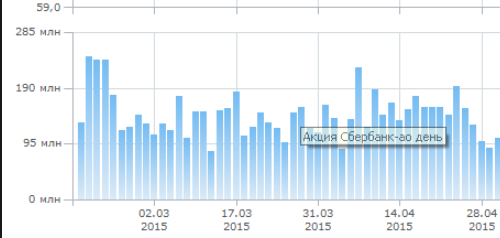 59,0
285 млн
190 млн
95 млн
0 млн
Акция Сбербанк-ао день
02.03 17.03 31.03 14.04 28.04
2015 2015 2015 2015 2015